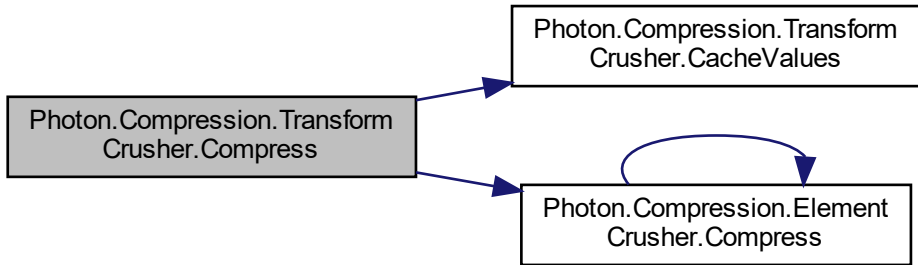 Photon.Compression.Transform
Crusher.CacheValues
Photon.Compression.Transform
Crusher.Compress
Photon.Compression.Element
Crusher.Compress